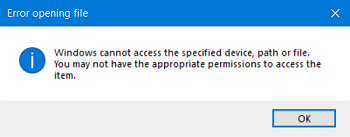 Error opening file
Windows cannot access the specified device, path or file.
You may not have the appropriate permissions to access the
item.
OK